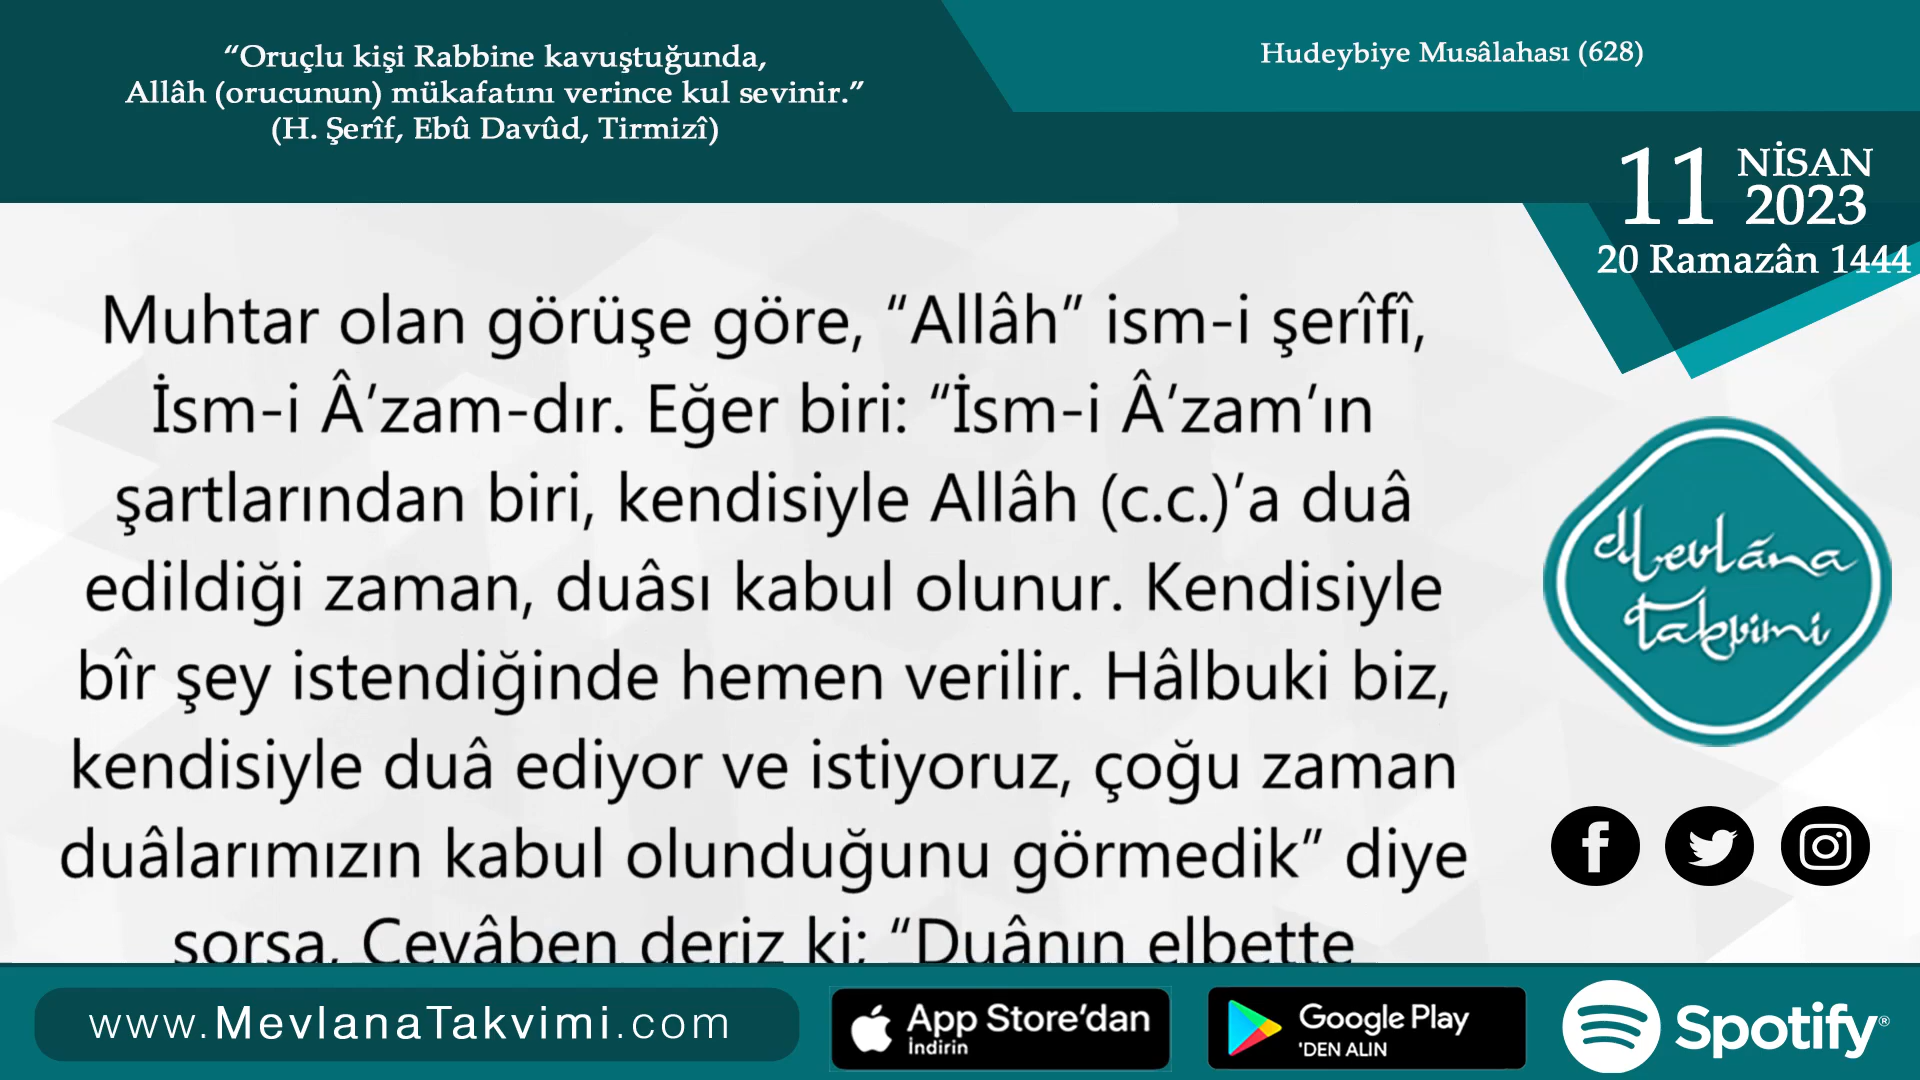 “Oruçlu kişi Rabbine kavuştuğunda,
Allâh (orucunun) mükafatını verince kul sevinir.”
(H. Şerîf, Ebû Davûd, Tirmizî)
Hudeybiye Musâlahası (628)
11 NİSAN 2023
20 Ramazân 1444
Muhtar olan görüşe göre, “Allâh” ism-i şerîfî,
İsm-i Â’zam-dır. Eğer biri: “İsm-i Â’zam’ın
şartlarından biri, kendisiyle Allâh (c.c.)’a duâ
edildiği zaman, duâsı kabul olunur. Kendisiyle
bîr şey istendiğinde hemen verilir. Hâlbuki biz,
kendisiyle duâ ediyor ve istiyoruz, çoğu zaman
duâlarımızın kabul olunduğunu görmedik” diye
sorsa, Cevâben deriz ki; “Duânın elbette
Mevlâna
Takvimi
www.MevlanaTakvimi.com
App Store’dan
İndirin
Google Play
'DEN ALIN
Spotify®